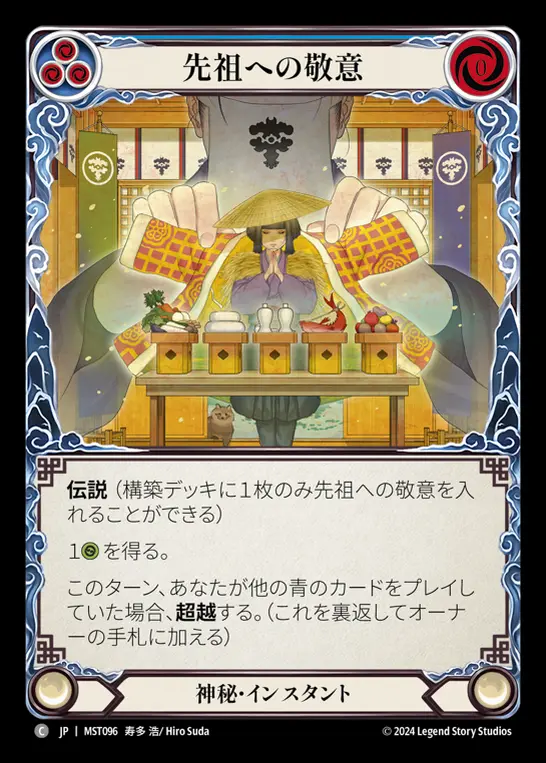 先祖への敬意
0
伝説 (構築デッキに1枚のみ先祖への敬意を入
れることができる)
1を得る。
このターン、あなたが他の青のカードをプレイし
ていた場合、超越する。(これを裏返してオーナ
ーの手札に加える)
神秘・インスタント
C JP | MST096 寿多 浩/ Hiro Suda
© 2024 Legend Story Studios